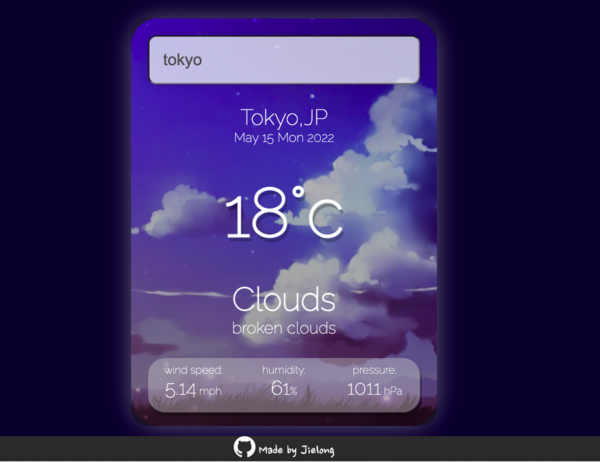 tokyo
Tokyo,JP
May 15 Mon 2022
18°c
Clouds
broken clouds
wind speed: humidity: pressure:
5.14 mph 61% 1011 hPa
Made by Jielong